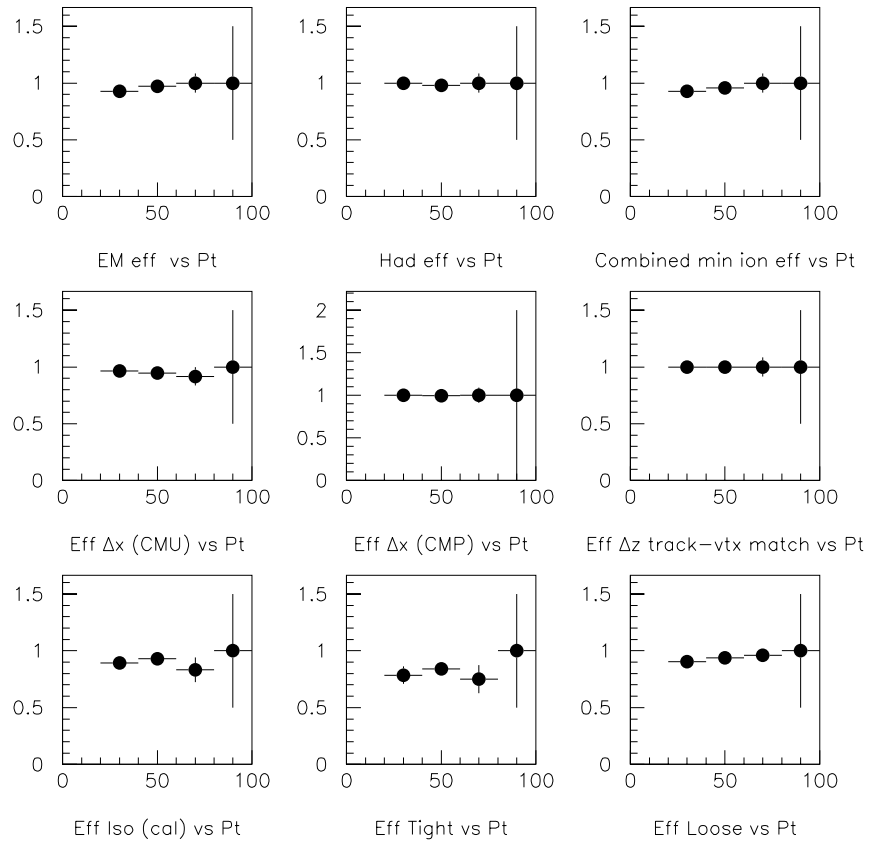 1.5 1.5 1.5
1 1 1
0.5 0.5 0.5
0 0 0
0 50 100 0 50 100 0 50 100
EM eff vs Pt Had eff vs Pt Combined min ion eff vs Pt
1.5 2 1.5
1.5
1 1 1
0.5 0.5 0.5
0 0 0
0 50 100 0 50 100 0 50 100
Eff Δx (CMU) vs Pt Eff Δx (CMP) vs Pt Eff Δz track-vtx match vs Pt
1.5 1.5 1.5
1 1 1
0.5 0.5 0.5
0 0 0
0 50 100 0 50 100 0 50 100
Eff Iso (cal) vs Pt Eff Tight vs Pt Eff Loose vs Pt